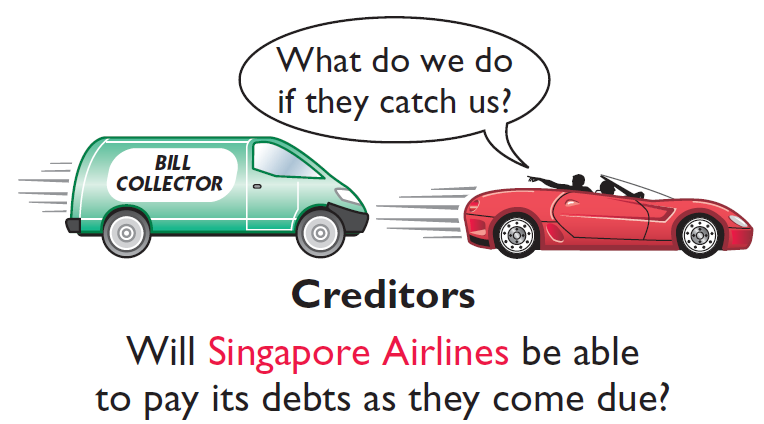 What do we do
if they catch us?
BILL
COLLECTOR
Creditors
Will Singapore Airlines be able
to pay its debts as they come due?